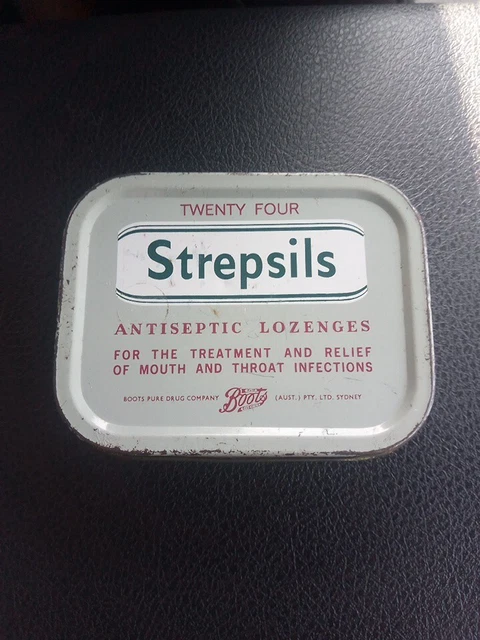 TWENTY FOUR
Strepsils
ANTISEPTIC LOZENGES
FOR THE TREATMENT AND RELIEF
OF MOUTH AND THROAT INFECTIONS
BOOTS PURE DRUG COMPANY Boots (AUST.) PTY. LTD. SYDNEY